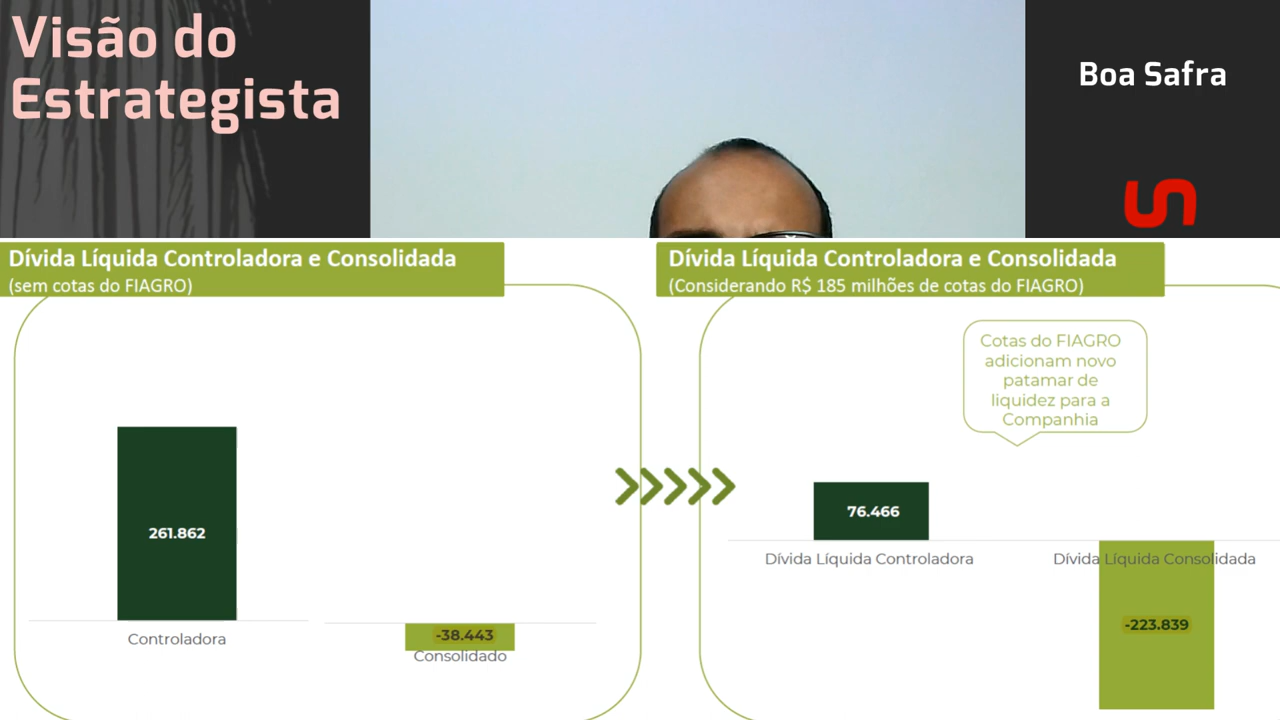 Visão do
Estrategista
Boa Safra
Dívida Líquida Controladora e Consolidada
(sem cotas do FIAGRO)
261.862
Controladora
-38.443
Consolidado
Dívida Líquida Controladora e Consolidada
(Considerando R$ 185 milhões de cotas do FIAGRO)
Cotas do FIAGRO
adicionam novo
patamar de
liquidez para a
Companhia
76.466
Dívida Líquida Controladora
Dívida Líquida Consolidada
-223.839